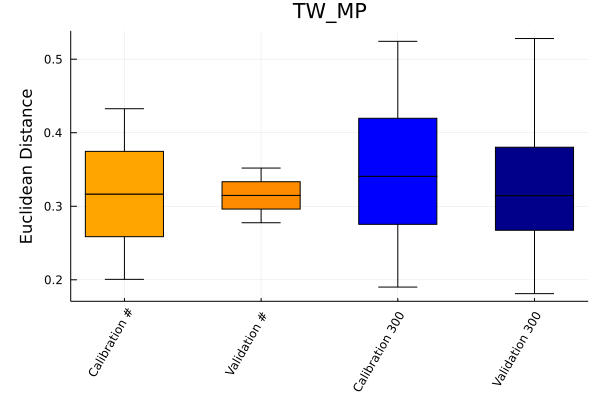 TW_MP
Euclidean Distance
0.5
0.4
0.3
0.2
Calibration #
Validation #
Calibration 300
Validation 300